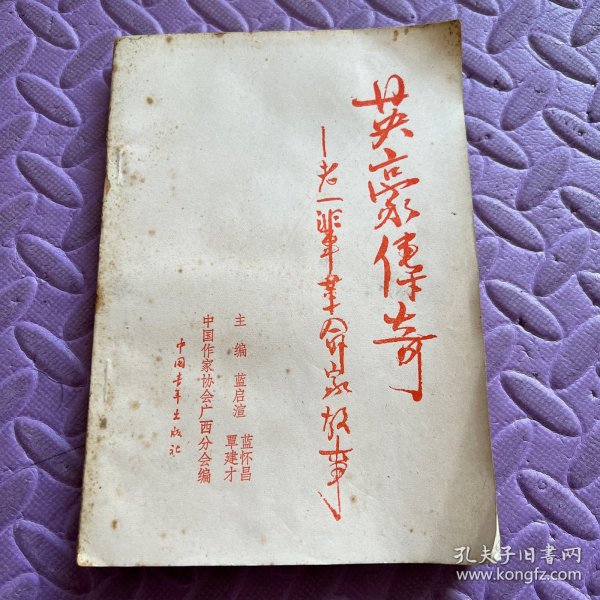 英豪传奇
—老一辈革命家故事
主编 蓝启渲 蓝怀昌
覃建才
中国作家协会广西分会编
中国青年出版社
孔夫子旧书网
www.kongfz.com